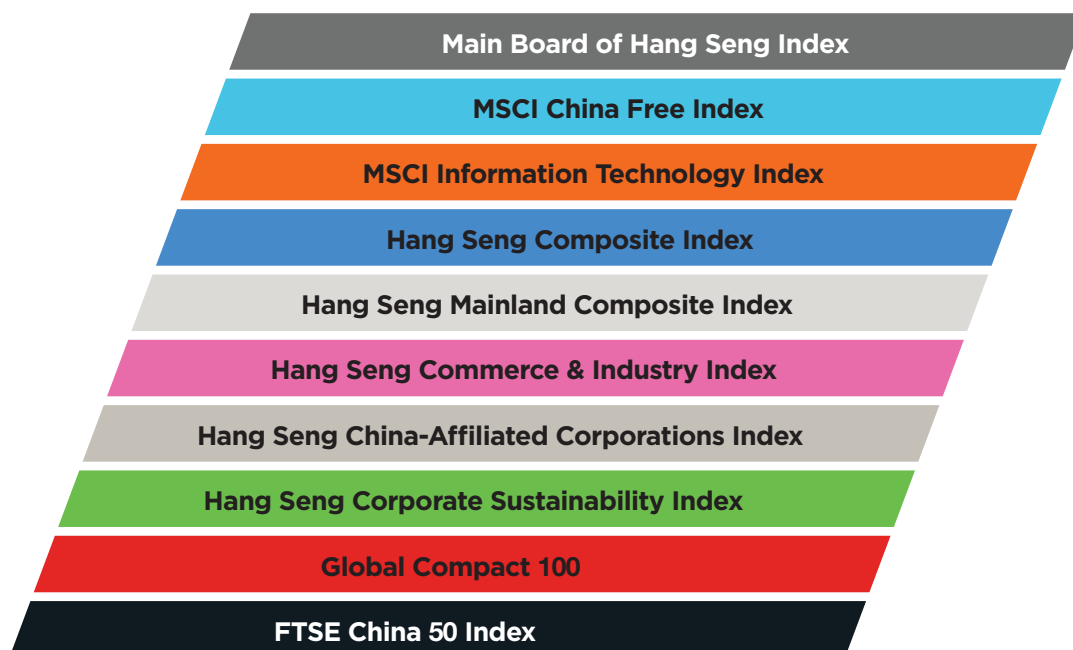 Main Board of Hang Seng Index
MSCI China Free Index
MSCI Information Technology Index
Hang Seng Composite Index
Hang Seng Mainland Composite Index
Hang Seng Commerce & Industry Index
Hang Seng China-Affiliated Corporations Index
Hang Seng Corporate Sustainability Index
Global Compact 100
FTSE China 50 Index